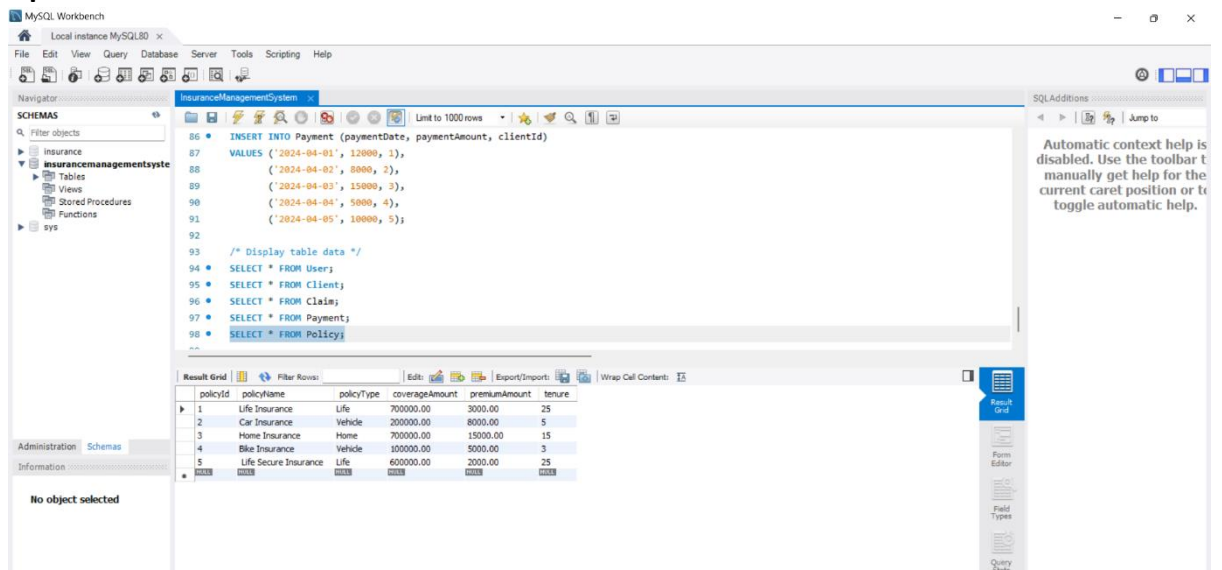 MySQL Workbench
Local instance MySQL80 ×
File Edit View Query Database Server Tools Scripting Help
Navigator
SCHEMAS
Filter objects
insurance
insurancemanagementsyste
Tables
Views
Stored Procedures
Functions
sys
Administration Schemas
Information
No object selected
InsuranceManagementSystem ×
Limit to 1000 rows
86 INSERT INTO Payment (paymentDate, paymentAmount, clientId)
87 VALUES ('2024-04-01', 12000, 1),
88 ('2024-04-02', 8000, 2),
89 ('2024-04-03', 15000, 3),
90 ('2024-04-04', 5000, 4),
91 ('2024-04-05', 10000, 5);
92
93 /* Display table data */
94 SELECT * FROM User;
95 SELECT * FROM Client;
96 SELECT * FROM Claim;
97 SELECT * FROM Payment;
98 SELECT * FROM Policy;
Result Grid Filter Rows: Edit: Export/Import: Wrap Cell Content:
policyId policyName policyType coverageAmount premiumAmount tenure
1 Life Insurance Life 700000.00 3000.00 25
2 Car Insurance Vehicle 200000.00 8000.00 5
3 Home Insurance Home 700000.00 15000.00 15
4 Bike Insurance Vehicle 100000.00 5000.00 3
5 Life Secure Insurance Life 600000.00 2000.00 25
NULL NULL NULL NULL NULL NULL
Result
Grid
Form
Editor
Field
Types
Query
SQLAdditions
Jump to
Automatic context help is
disabled. Use the toolbar t
manually get help for the
current caret position or to
toggle automatic help.